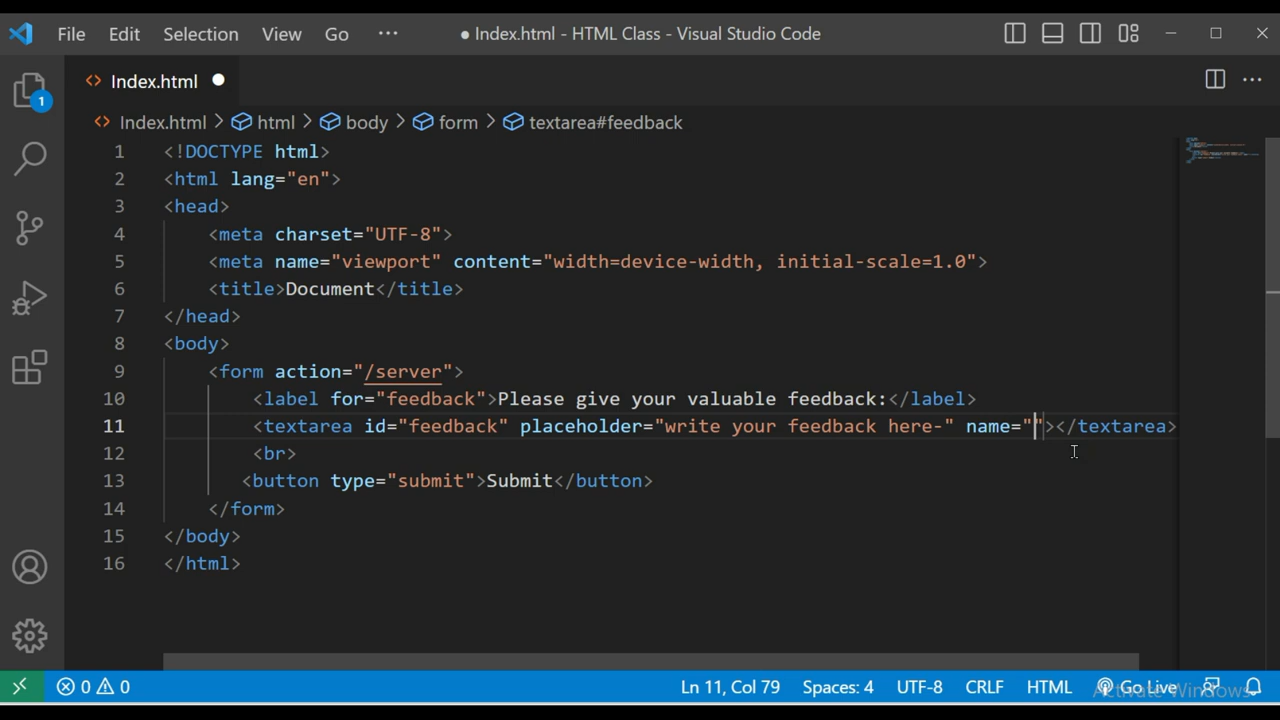 File Edit Selection View Go ··· ● Index.html - HTML Class - Visual Studio Code
<> Index.html ●
1
<> Index.html > html > body > form > textarea#feedback
1 <!DOCTYPE html>
2 <html lang="en">
3 <head>
4 <meta charset="UTF-8">
5 <meta name="viewport" content="width=device-width, initial-scale=1.0">
6 <title>Document</title>
7 </head>
8 <body>
9 <form action="/server">
10 <label for="feedback">Please give your valuable feedback:</label>
11 <textarea id="feedback" placeholder="write your feedback here-" name=""></textarea>
12 <br>
13 <button type="submit">Submit</button>
14 </form>
15 </body>
16 </html>
0 0 Ln 11, Col 79 Spaces: 4 UTF-8 CRLF HTML Go Live
Activate Windows